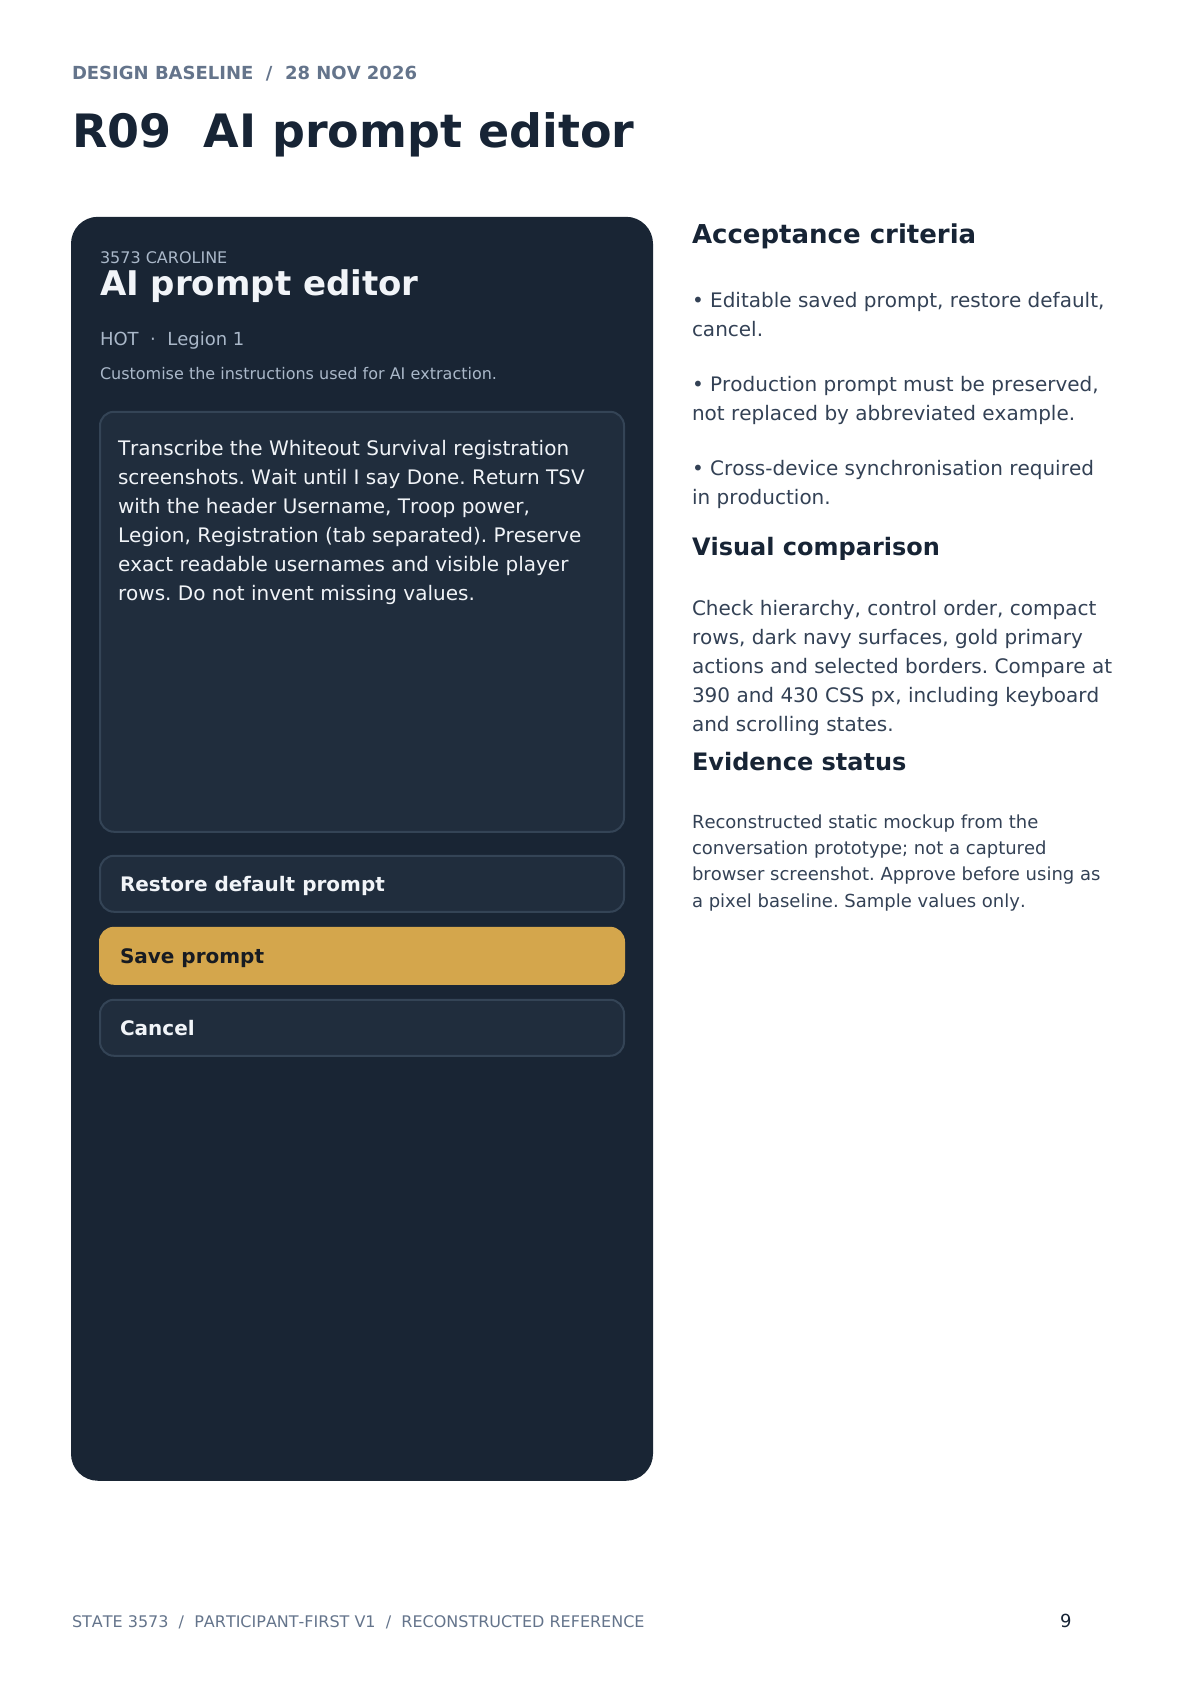 DESIGN BASELINE / 28 NOV 2026
R09 AI prompt editor
3573 CAROLINE
AI prompt editor
HOT · Legion 1
Customise the instructions used for AI extraction.
Transcribe the Whiteout Survival registration
screenshots. Wait until I say Done. Return TSV
with the header Username, Troop power,
Legion, Registration (tab separated). Preserve
exact readable usernames and visible player
rows. Do not invent missing values.
Restore default prompt
Save prompt
Cancel
Acceptance criteria
• Editable saved prompt, restore default,
cancel.
• Production prompt must be preserved,
not replaced by abbreviated example.
• Cross-device synchronisation required
in production.
Visual comparison
Check hierarchy, control order, compact
rows, dark navy surfaces, gold primary
actions and selected borders. Compare at
390 and 430 CSS px, including keyboard
and scrolling states.
Evidence status
Reconstructed static mockup from the
conversation prototype; not a captured
browser screenshot. Approve before using as
a pixel baseline. Sample values only.
STATE 3573 / PARTICIPANT-FIRST V1 / RECONSTRUCTED REFERENCE
9